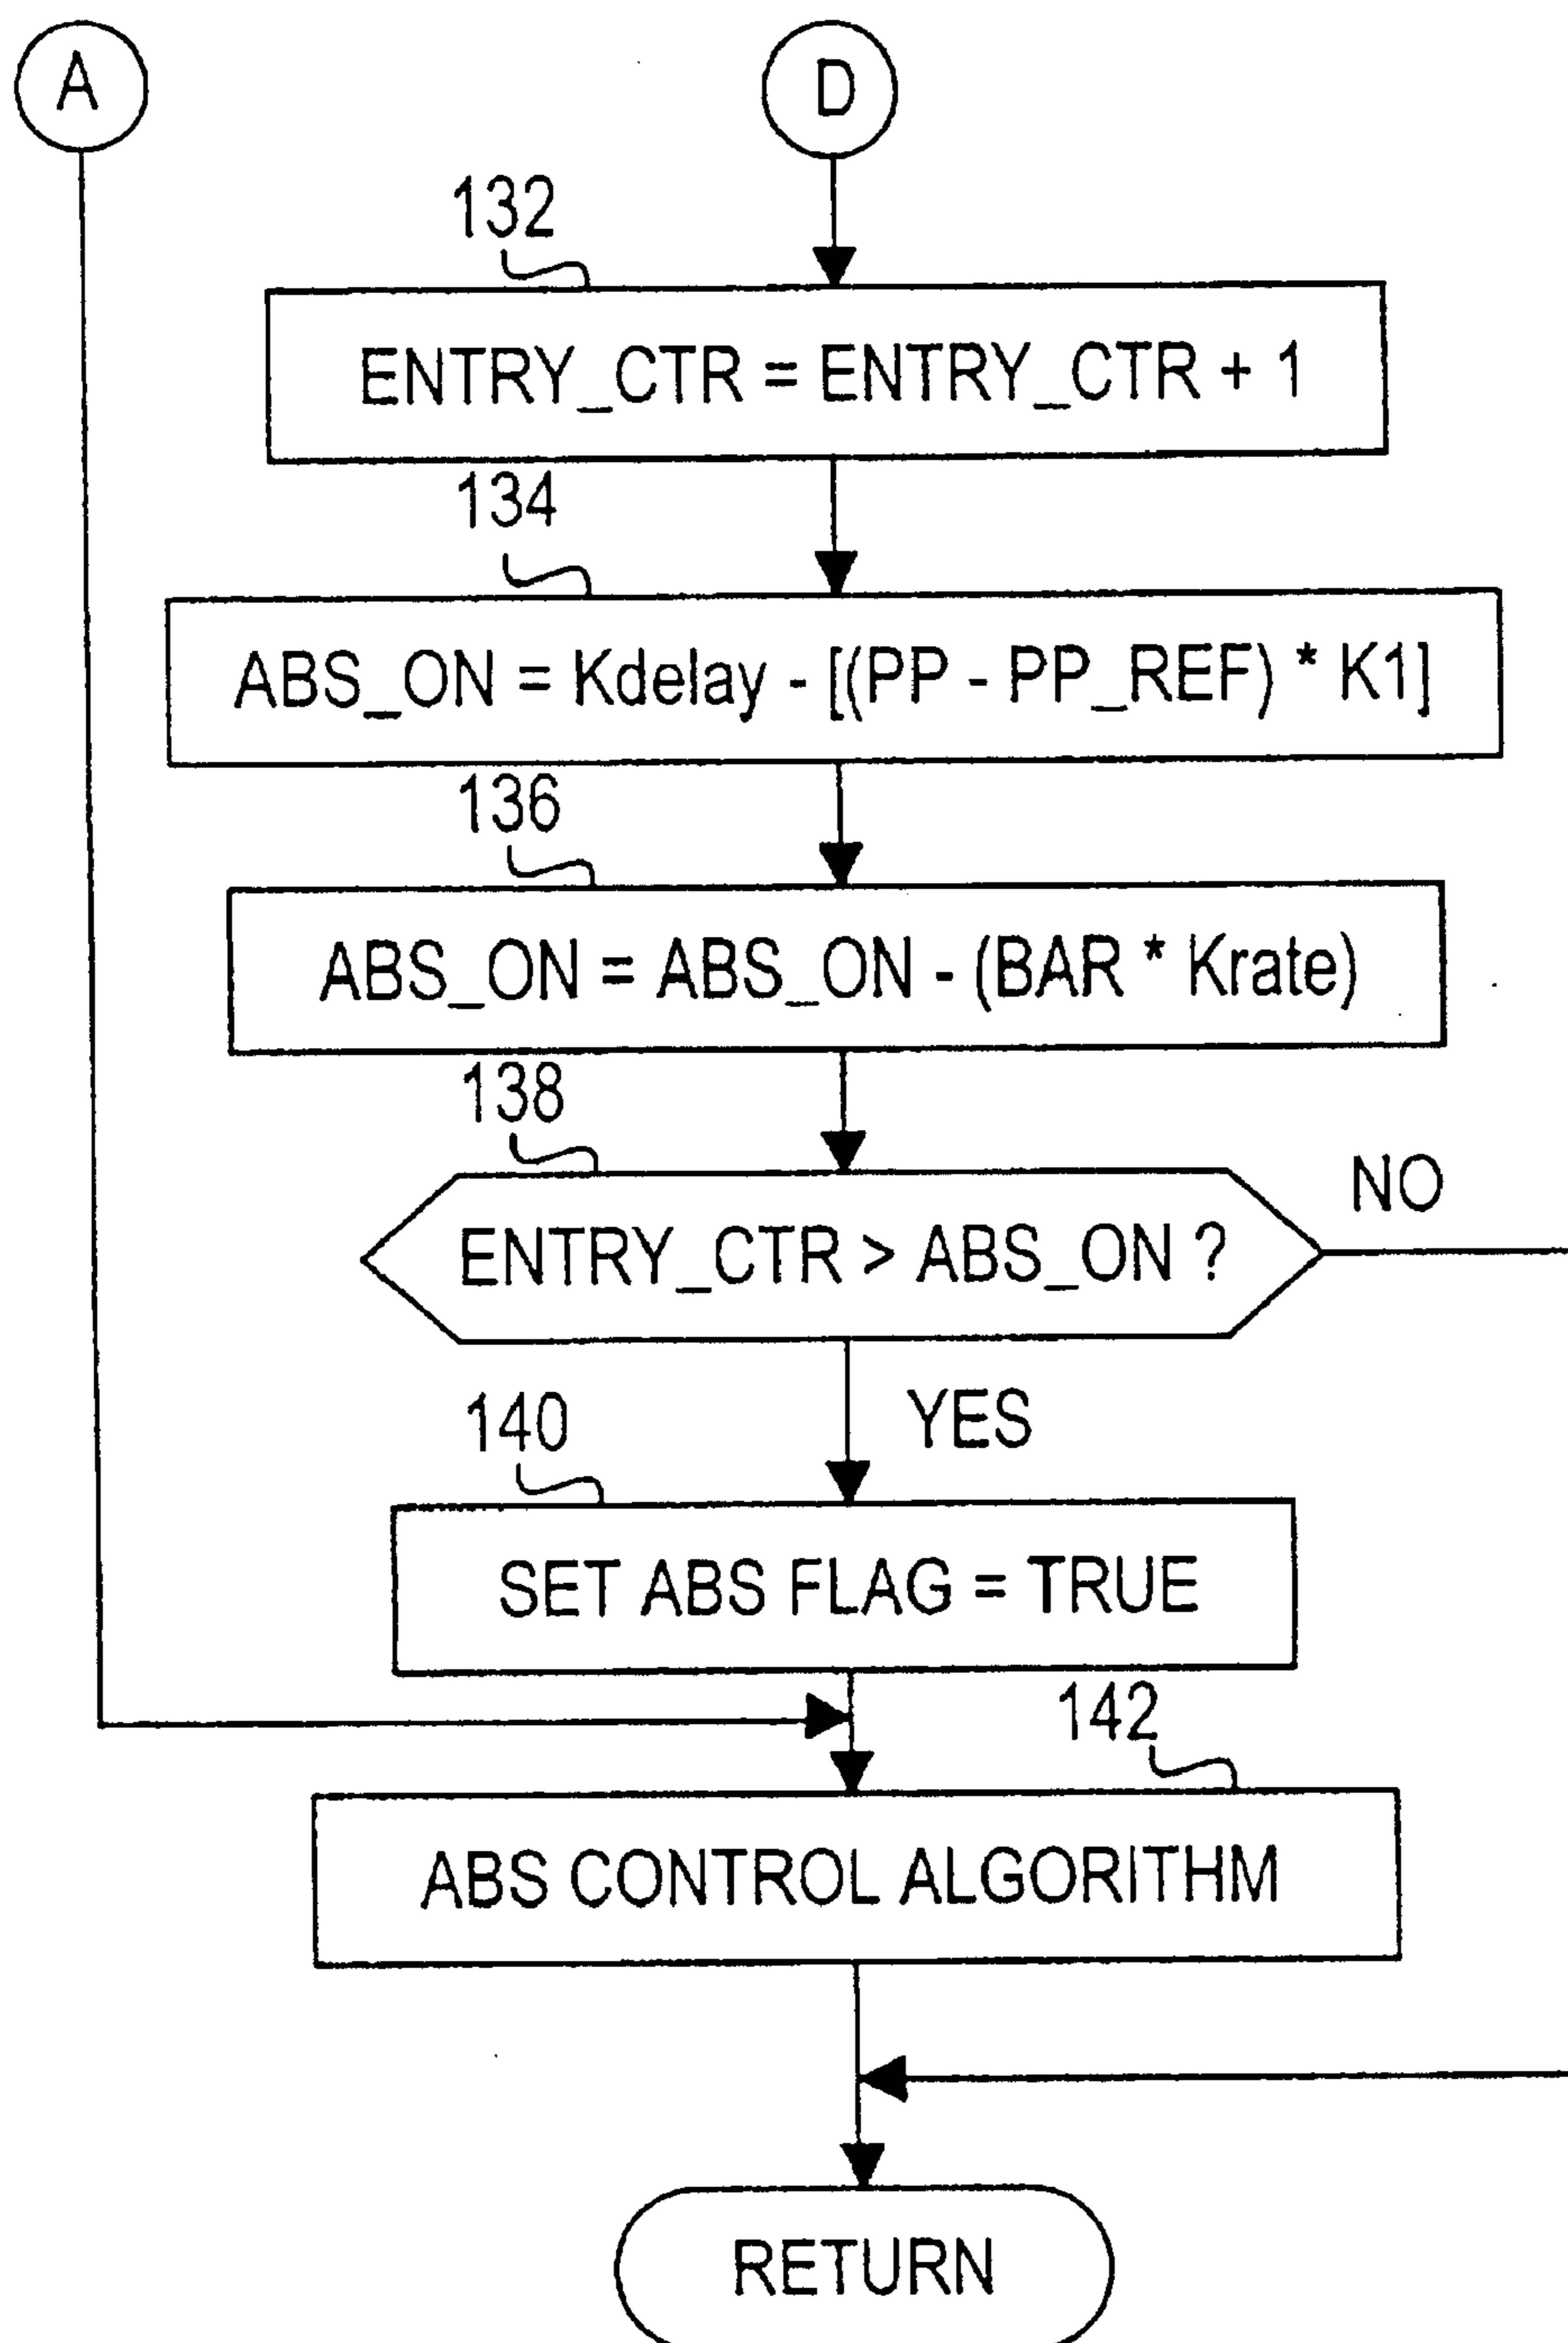 A
D
132
ENTRY_CTR = ENTRY_CTR + 1
134
ABS_ON = Kdelay - [(PP - PP_REF) * K1]
136
ABS_ON = ABS_ON - (BAR * Krate)
138
NO
ENTRY_CTR > ABS_ON ?
140
YES
SET ABS FLAG = TRUE
142
ABS CONTROL ALGORITHM
RETURN